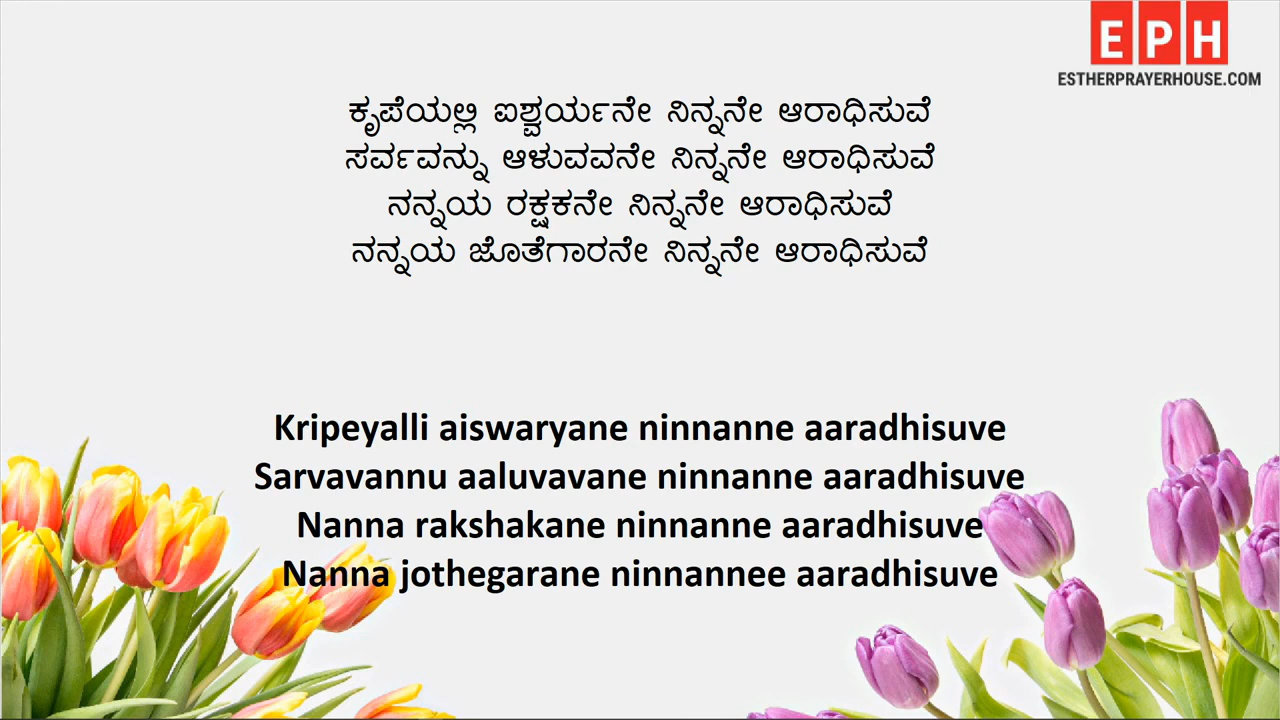 EPH
ESTHERPRAYERHOUSE.COM
ಕೃಪೆಯಲ್ಲಿ ಐಶ್ವರ್ಯನೇ ನಿನ್ನನೇ ಆರಾಧಿಸುವೆ
ಸರ್ವವನ್ನು ಆಳುವವನೇ ನಿನ್ನನೇ ಆರಾಧಿಸುವೆ
ನನ್ನಯ ರಕ್ಷಕನೇ ನಿನ್ನನೇ ಆರಾಧಿಸುವೆ
ನನ್ನಯ ಜೊತೆಗಾರನೇ ನಿನ್ನನೇ ಆರಾಧಿಸುವೆ
Kripeyalli aiswaryane ninnanne aaradhisuve
Sarvavannu aaluvavane ninnanne aaradhisuve
Nanna rakshakane ninnanne aaradhisuve
Nanna jothegarane ninnannee aaradhisuve